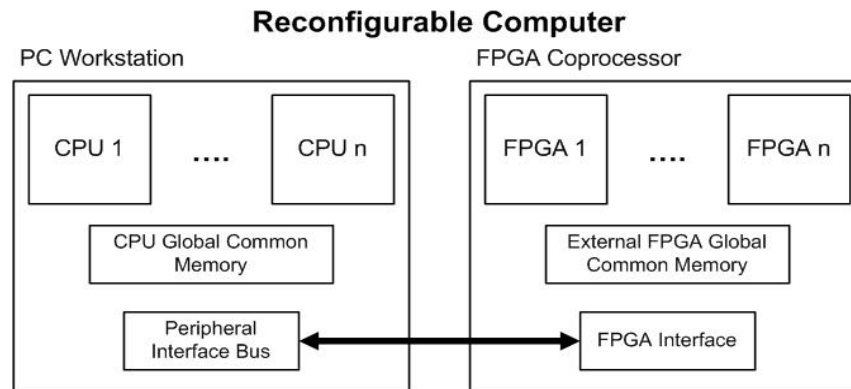 Reconfigurable Computer
PC Workstation
FPGA Coprocessor
CPU 1
....
CPU n
FPGA 1
....
FPGA n
CPU Global Common
Memory
External FPGA Global
Common Memory
Peripheral
Interface Bus
FPGA Interface